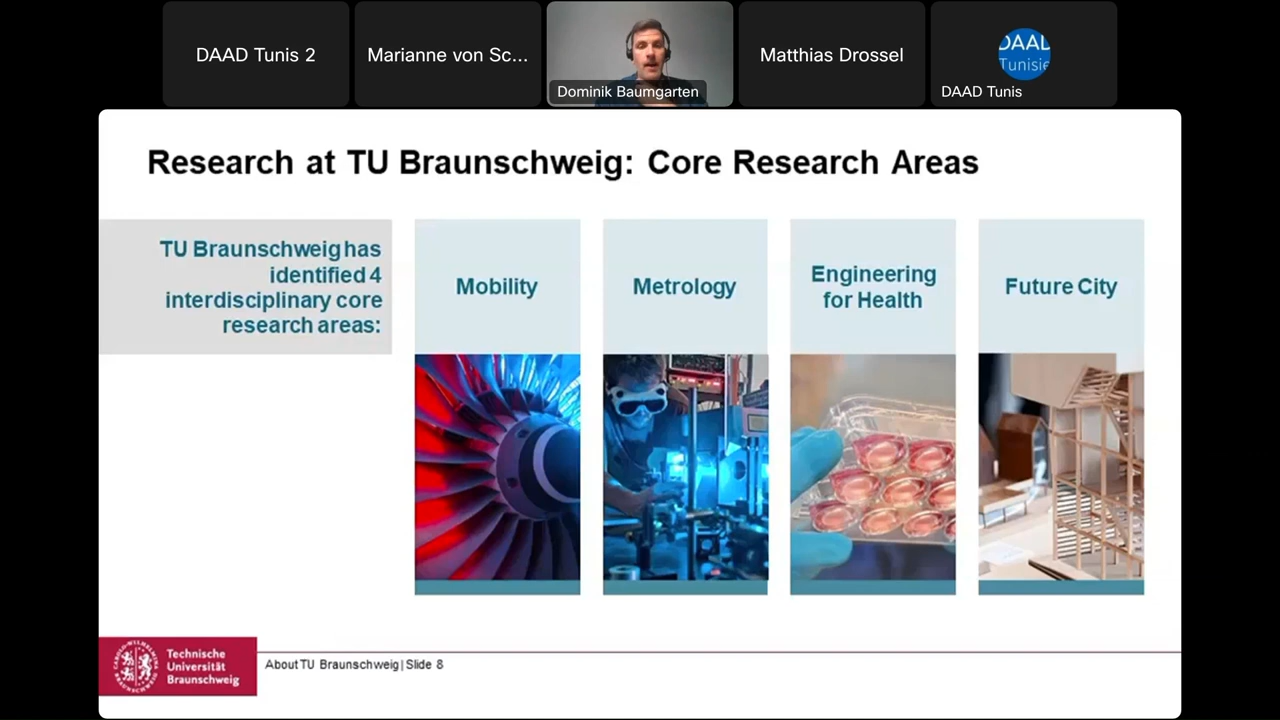 DAAD Tunis 2
Marianne von Sc...
Dominik Baumgarten
Matthias Drossel
DAAD
Tunisie
DAAD Tunis
Research at TU Braunschweig: Core Research Areas
TU Braunschweig has
identified 4
interdisciplinary core
research areas:
Mobility
Metrology
Engineering
for Health
Future City
Technische
Universität
Braunschweig
About TU Braunschweig | Slide 8